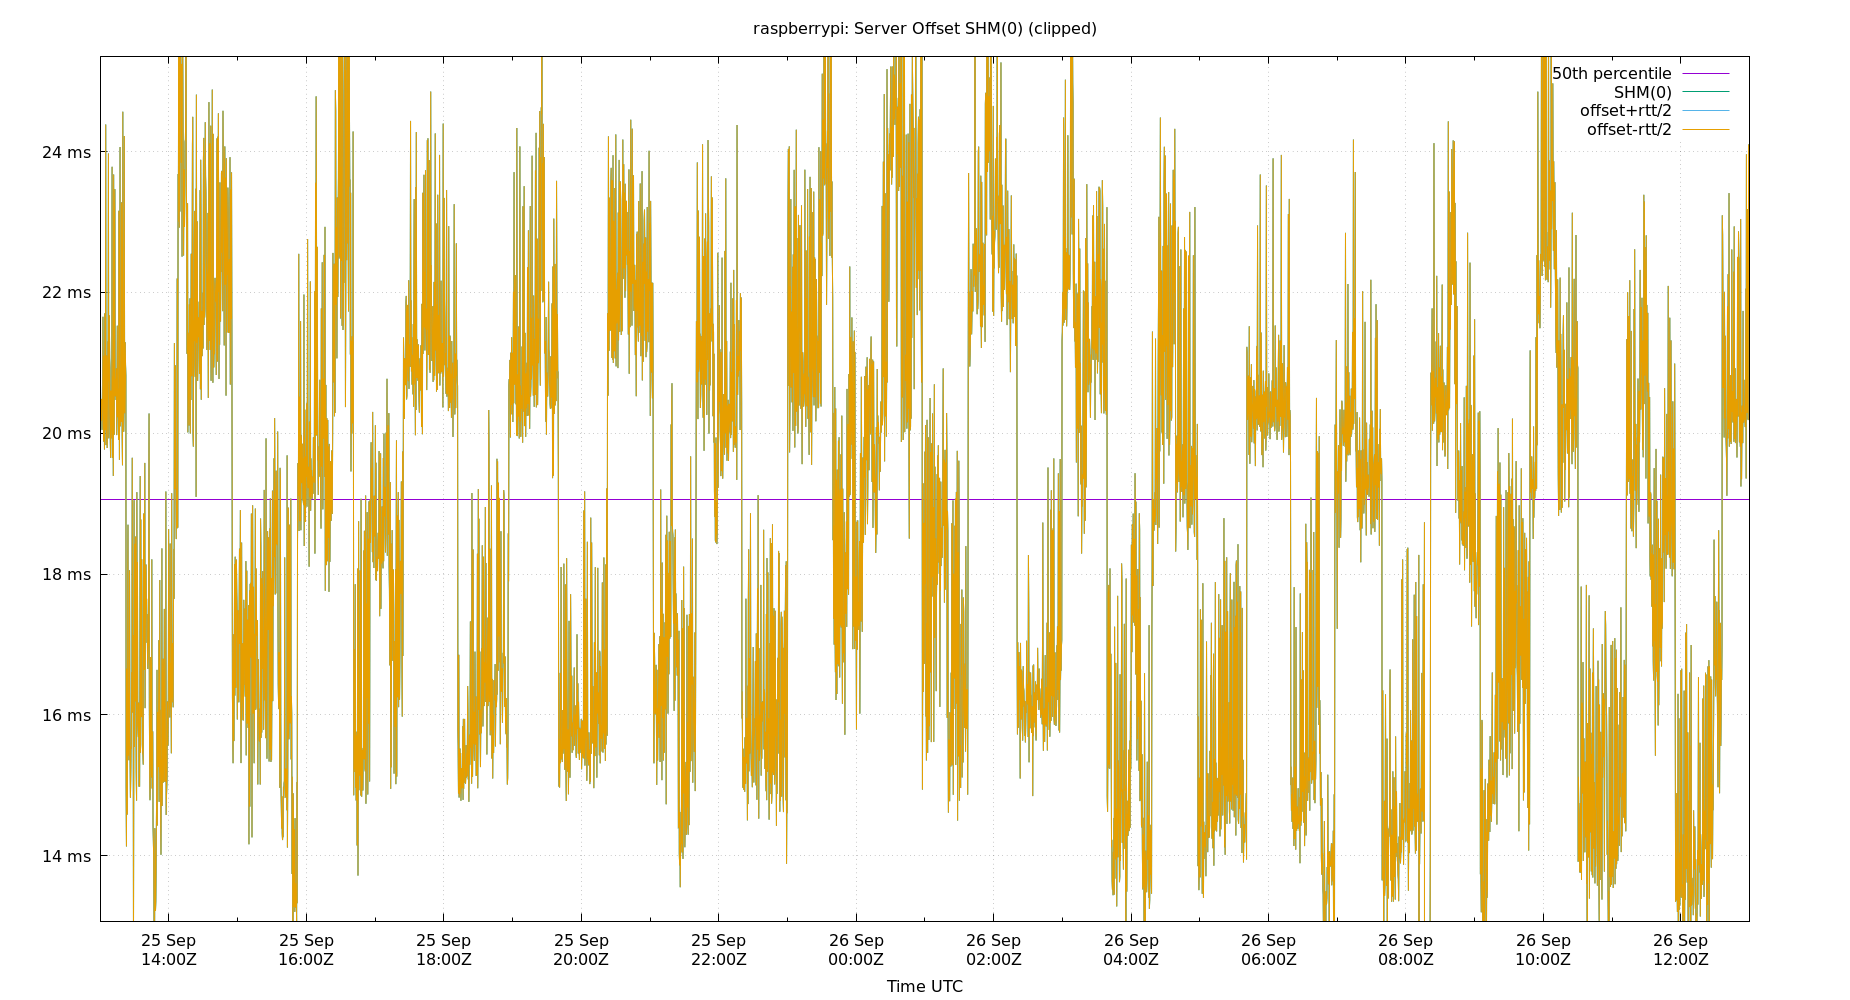 raspberrypi: Server Offset SHM(0) (clipped)
50th percentile
SHM(0)
offset+rtt/2
offset-rtt/2
24 ms
22 ms
20 ms
18 ms
16 ms
14 ms
25 Sep 25 Sep 25 Sep 25 Sep 25 Sep 26 Sep 26 Sep 26 Sep 26 Sep 26 Sep 26 Sep 26 Sep
14:00Z 16:00Z 18:00Z 20:00Z 22:00Z 00:00Z 02:00Z 04:00Z 06:00Z 08:00Z 10:00Z 12:00Z
Time UTC